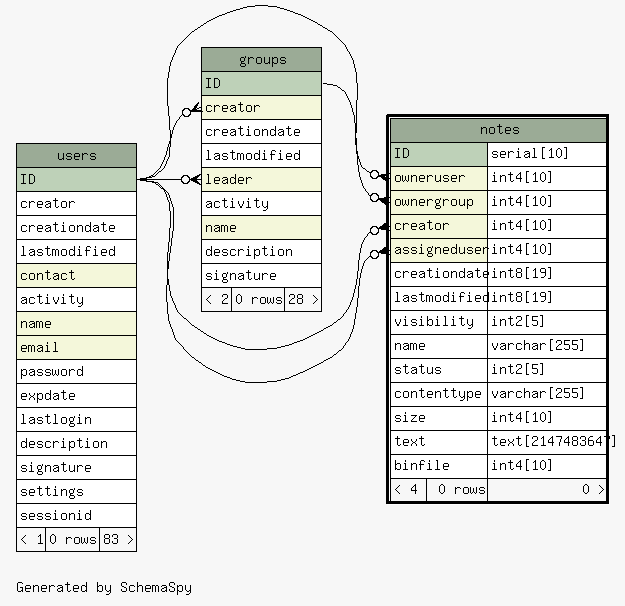 users
ID
creator
creationdate
lastmodified
contact
activity
name
email
password
expdate
lastlogin
description
signature
settings
sessionid
< 1 0 rows 83 >
groups
ID
creator
creationdate
lastmodified
leader
activity
name
description
signature
< 2 0 rows 28 >
notes
ID serial[10]
owneruser int4[10]
ownergroup int4[10]
creator int4[10]
assigneduser int4[10]
creationdate int8[19]
lastmodified int8[19]
visibility int2[5]
name varchar[255]
status int2[5]
contenttype varchar[255]
size int4[10]
text text[2147483647]
binfile int4[10]
< 4 0 rows 0 >
Generated by SchemaSpy